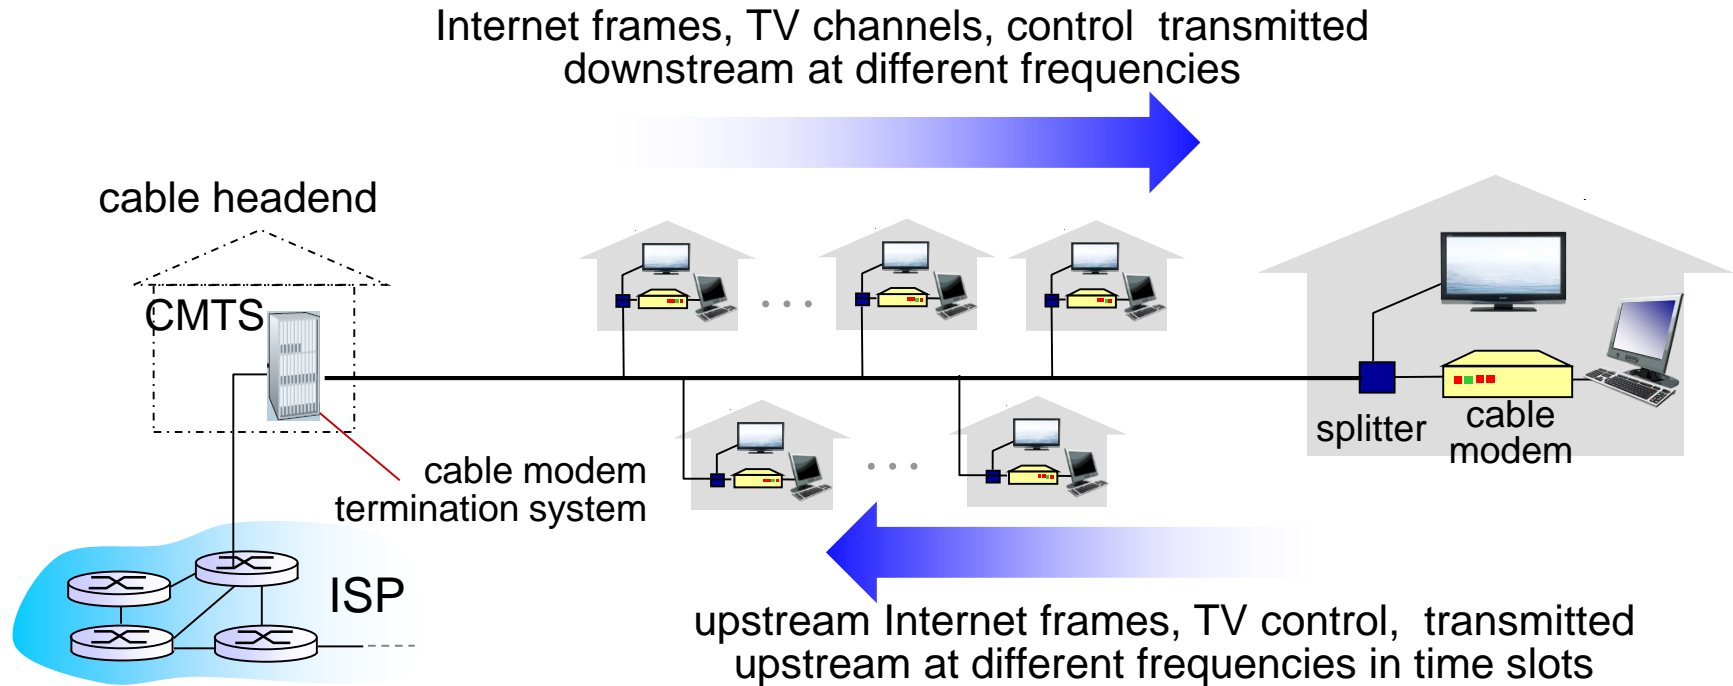 Internet frames, TV channels, control transmitted
downstream at different frequencies
cable headend
CMTS
cable modem
termination system
splitter
cable
modem
ISP
upstream Internet frames, TV control, transmitted
upstream at different frequencies in time slots